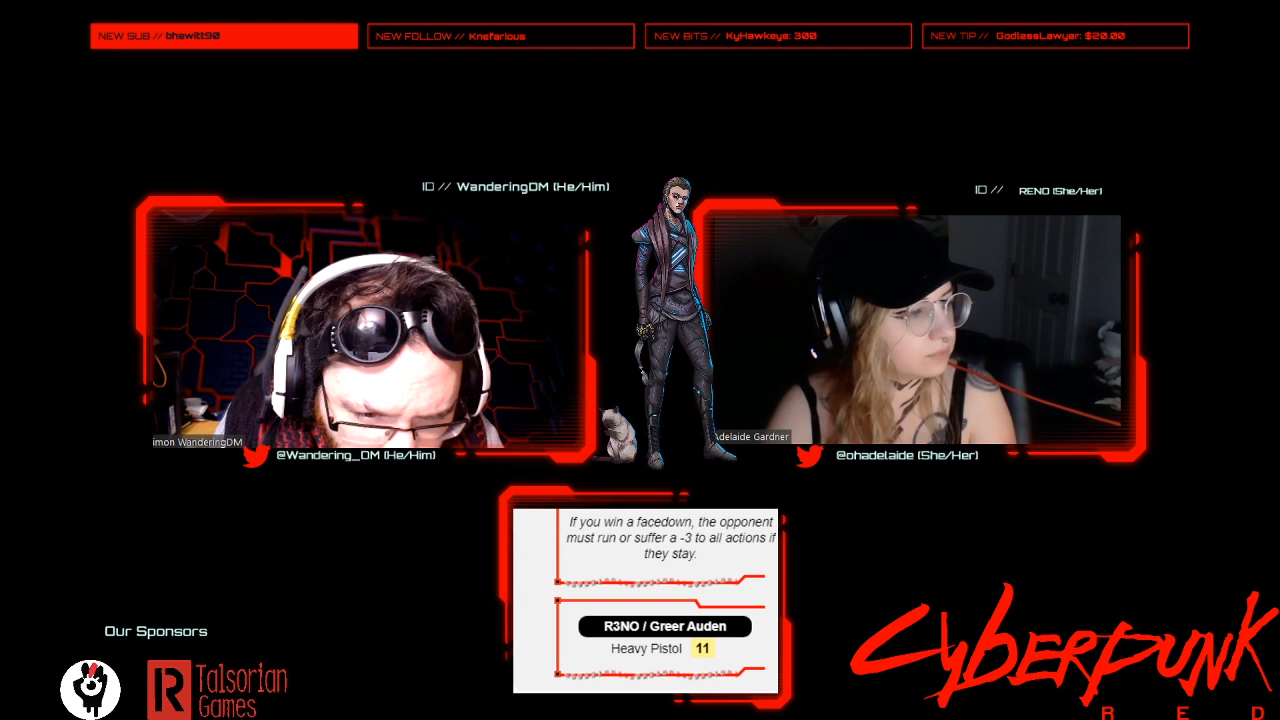 NEW SUB // bhewitt90
NEW FOLLOW // Knefarious
NEW BITS // KyHawkeye: 300
NEW TIP // GodlessLawyer: $20.00
ID // WanderingDM (He/Him)
ID // RENO (She/Her)
imon WanderingDM
delaide Gardner
@Wandering_DM (He/Him)
@ohadelaide (She/Her)
If you win a facedown, the opponent
must run or suffer a -3 to all actions if
they stay.
R3NO / Greer Auden
Heavy Pistol 11
Our Sponsors
R Talsorian
Games
Cyberpunk
RED